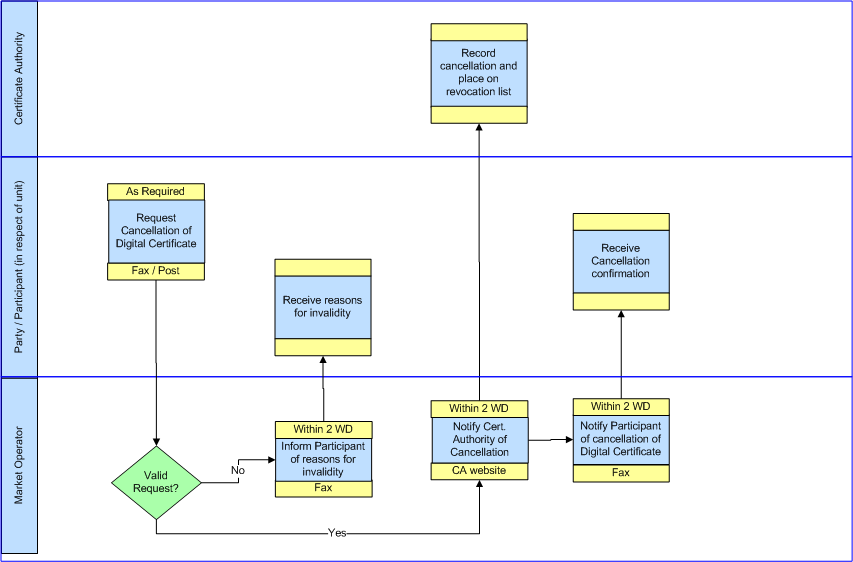 Certificate Authority
Record
cancellation and
place on
revocation list
Party / Participant (in respect of unit)
As Required
Request
Cancellation of
Digital Certificate
Fax / Post
Receive reasons
for invalidity
Receive
Cancellation
confirmation
Market Operator
Valid
Request?
No
Yes
Within 2 WD
Inform Participant
of reasons for
invalidity
Fax
Within 2 WD
Notify Cert.
Authority of
Cancellation
CA website
Within 2 WD
Notify Participant
of cancellation of
Digital Certificate
Fax